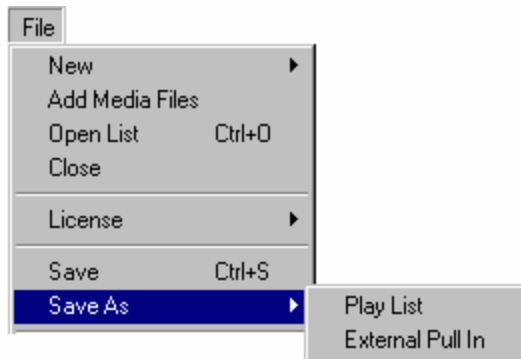 File
New
Add Media Files
Open List Ctrl+O
Close
License
Save Ctrl+S
Save As
Play List
External Pull In